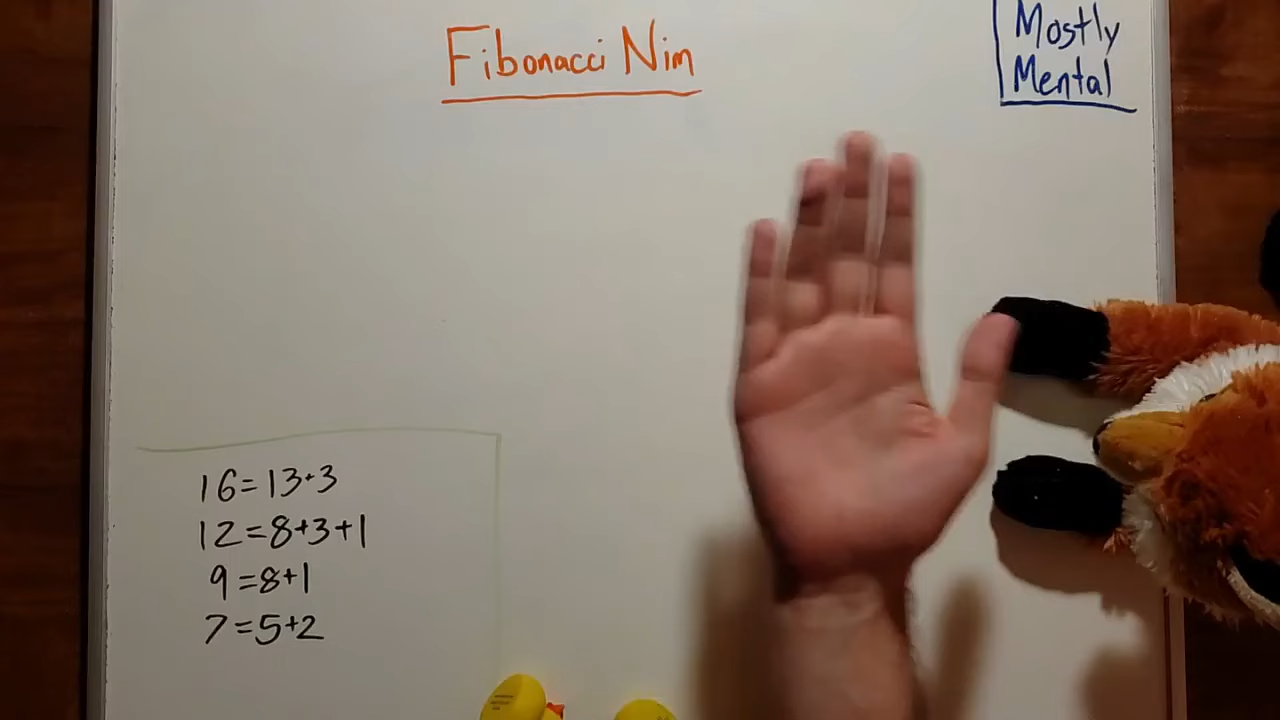 Fibonacci Nim
Mostly
Mental
16=13+3
12=8+3+1
9=8+1
7=5+2